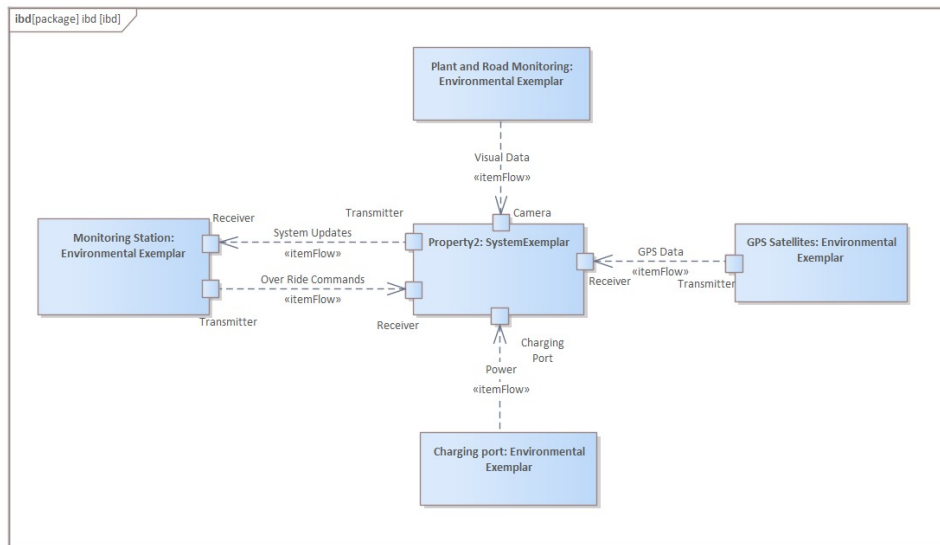 ibd[package] ibd [ibd]
Plant and Road Monitoring:
Environmental Exemplar
Visual Data
«itemFlow»
Camera
Receiver
Transmitter
Monitoring Station:
Environmental Exemplar
System Updates
«itemFlow»
Over Ride Commands
«itemFlow»
Transmitter
Receiver
Property2: SystemExemplar
GPS Data
«itemFlow»
Receiver
Transmitter
GPS Satellites: Environmental
Exemplar
Charging
Port
Power
«itemFlow»
Charging port: Environmental
Exemplar